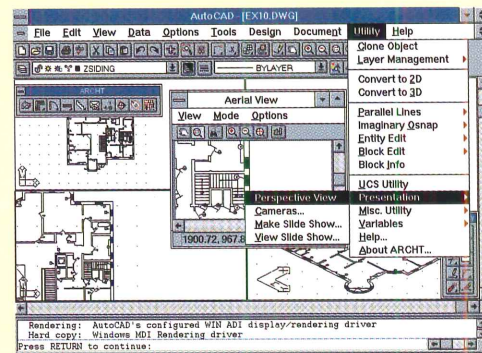 AutoCAD - [EX10.DWG]
File Edit View Data Options Tools Design Document Utility Help
ZSIDING
BYLAYER
ARCHT
Aerial View
View Mode Options
1900.72, 967.8
Clone Object
Layer Management
Convert to 2D
Convert to 3D
Parallel Lines
Imaginary Osnap
Entity Edit
Block Edit
Block Info
UCS Utility
Presentation
Misc. Utility
Variables
Help...
About ARCHT...
Perspective View
Cameras...
Make Slide Show...
View Slide Show...
Rendering: AutoCAD's configured WIN ADI display/rendering driver
Hard copy: Windows MDI Rendering driver
Press RETURN to continue: